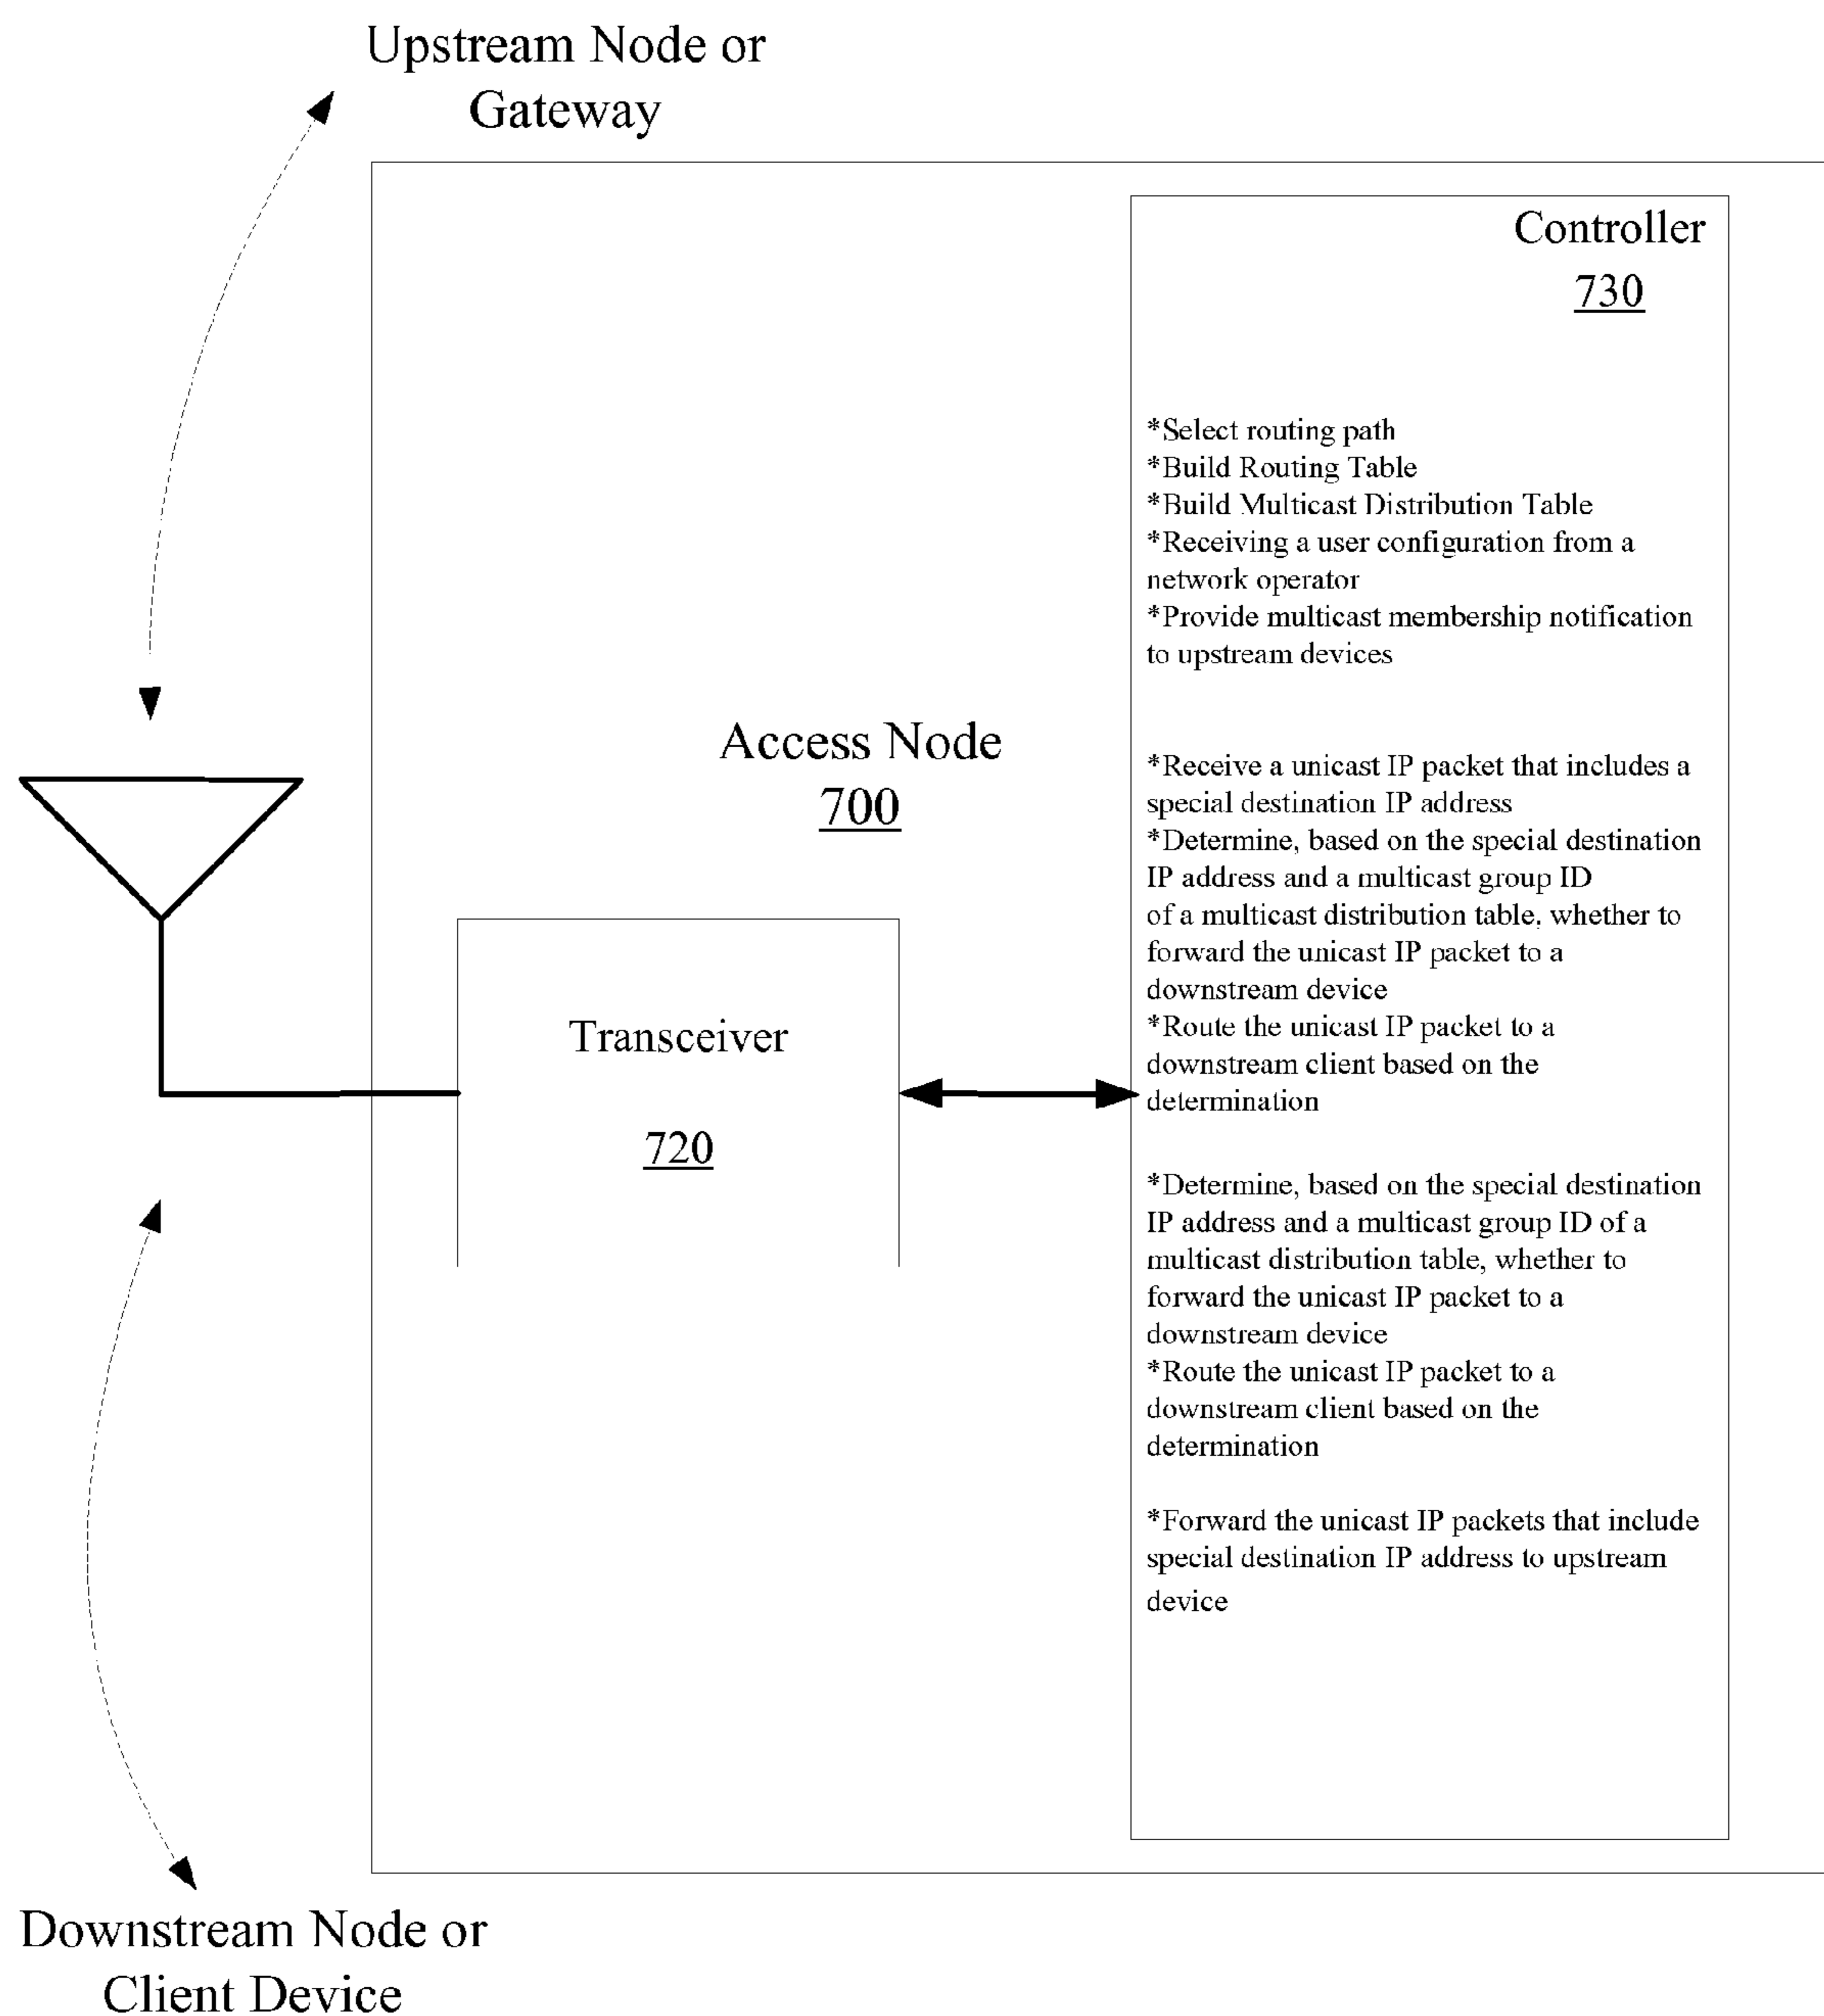 Upstream Node or
Gateway
Controller
730
*Select routing path
*Build Routing Table
*Build Multicast Distribution Table
*Receiving a user configuration from a
network operator
*Provide multicast membership notification
to upstream devices
Access Node
700
*Receive a unicast IP packet that includes a
special destination IP address
*Determine, based on the special destination
IP address and a multicast group ID
of a multicast distribution table, whether to
forward the unicast IP packet to a
downstream device
*Route the unicast IP packet to a
downstream client based on the
determination
Transceiver
720
*Determine, based on the special destination
IP address and a multicast group ID of a
multicast distribution table, whether to
forward the unicast IP packet to a
downstream device
*Route the unicast IP packet to a
downstream client based on the
determination
*Forward the unicast IP packets that include
special destination IP address to upstream
device
Downstream Node or
Client Device